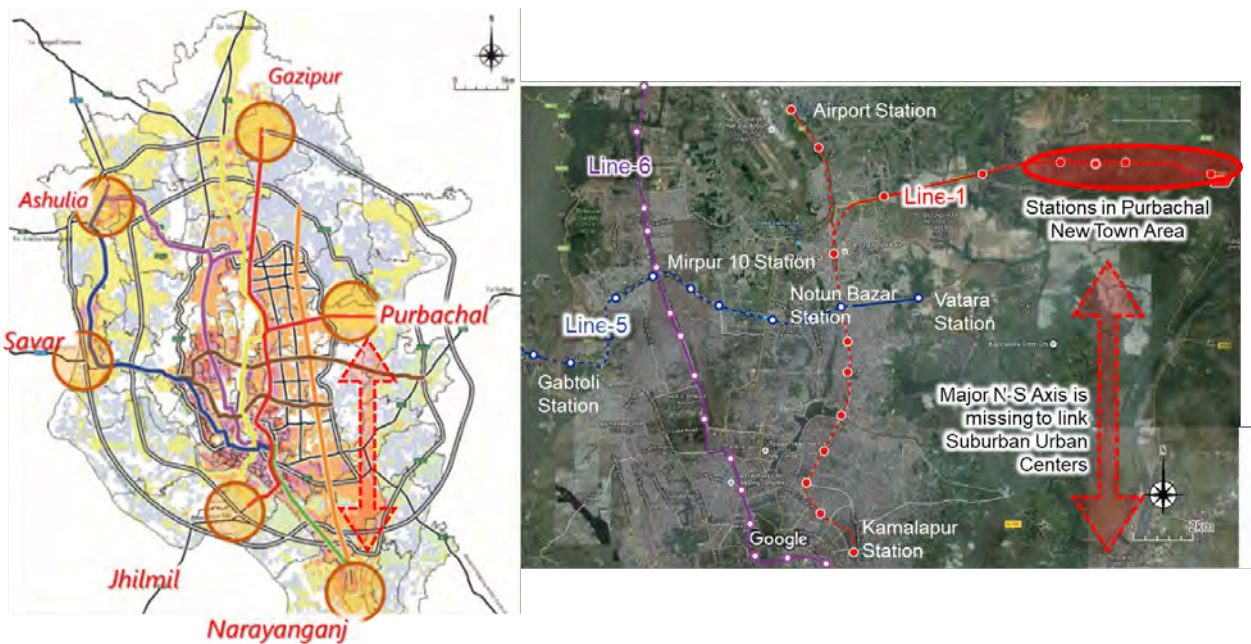 N
0
5km
Gazipur
Ashulia
Purbachal
Savar
Jhilmil
Narayanganj
Airport Station
Line-6
Line-1
Stations in Purbachal
New Town Area
Mirpur 10 Station
Notun Bazar
Station
Vatara
Station
Line-5
Gabtoli
Station
Major N-S Axis is
missing to link
Suburban Urban
Centers
N
2km
Google
Kamalapur
Station